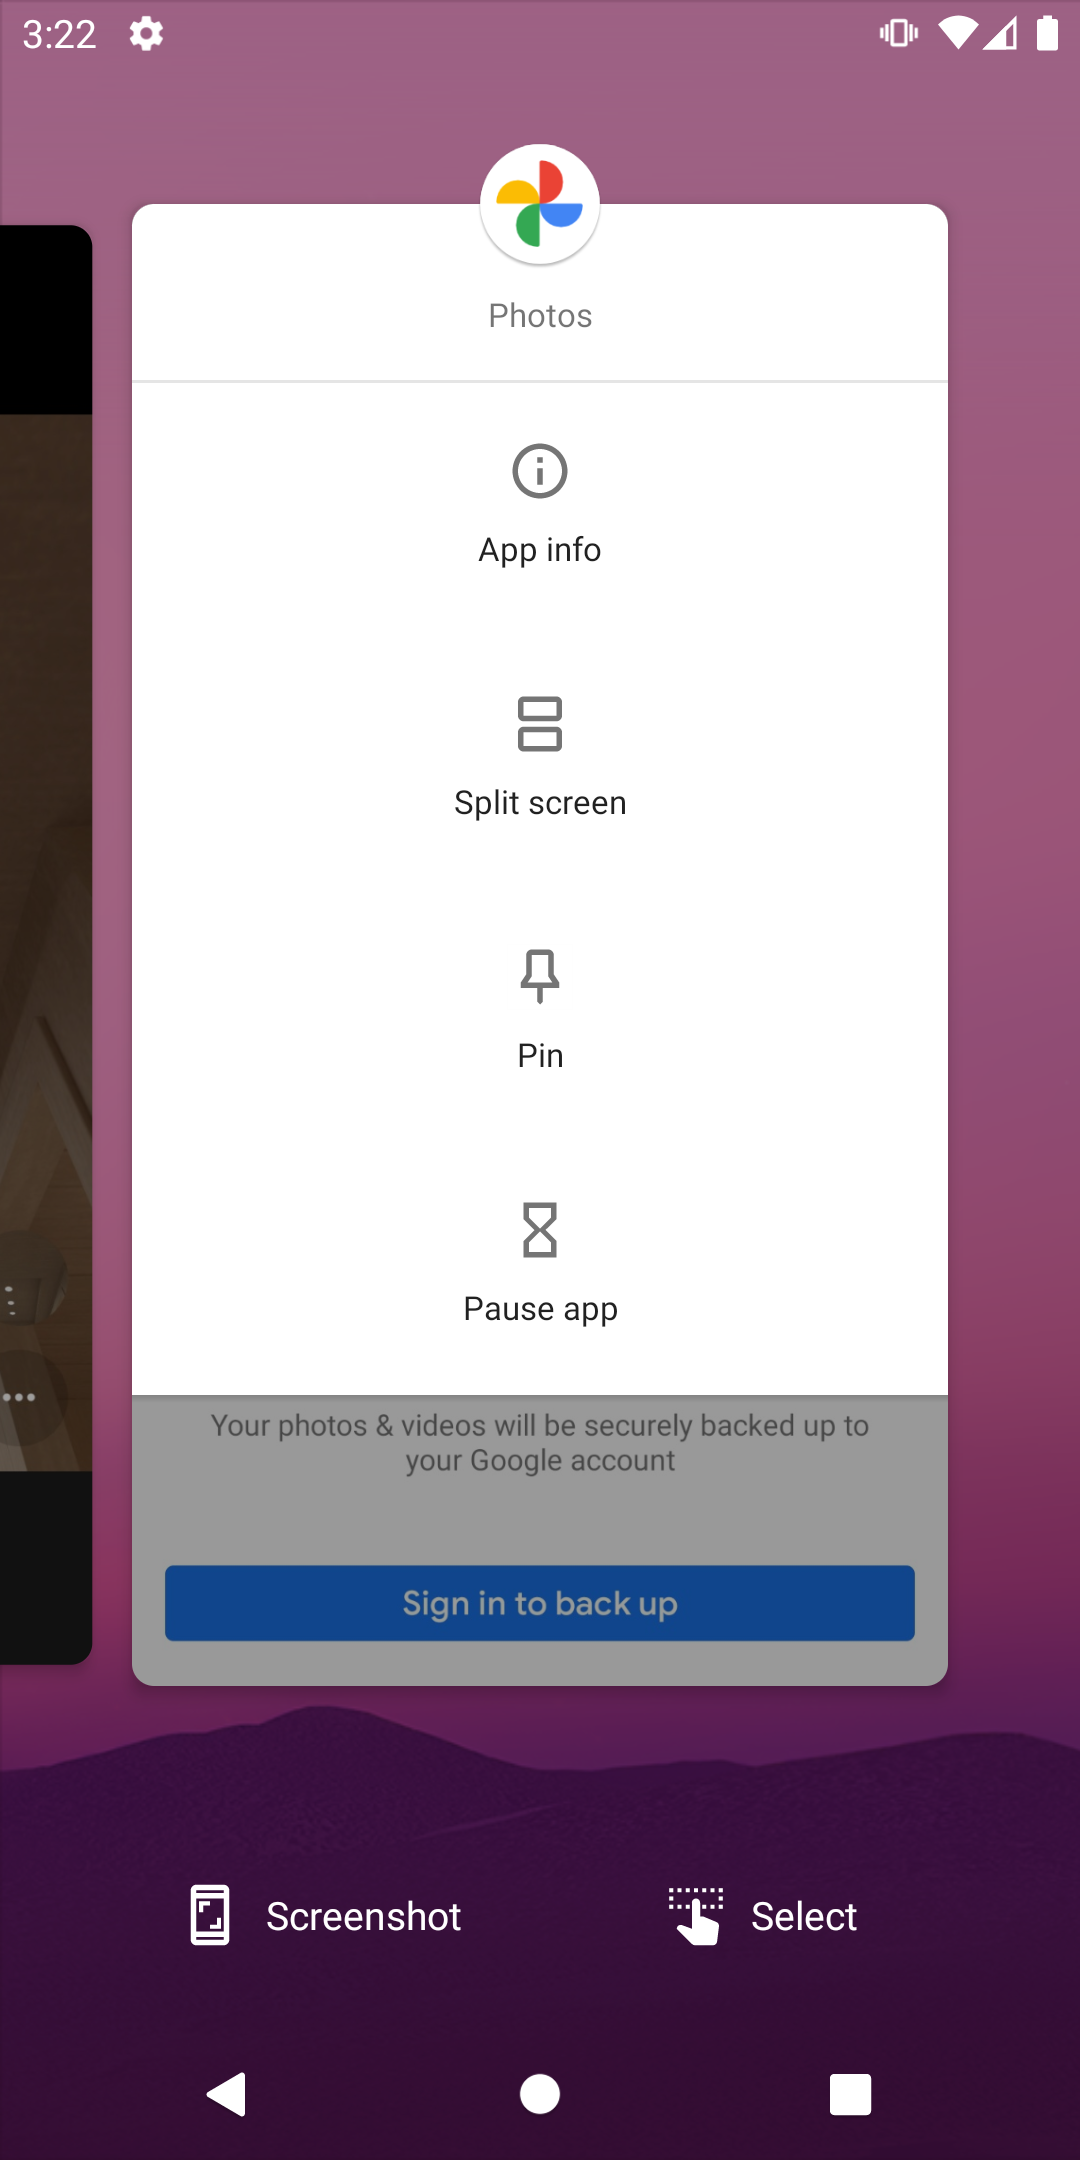 3:22
Photos
App info
Split screen
Pin
Pause app
Your photos & videos will be securely backed up to
your Google account
Sign in to back up
Screenshot
Select